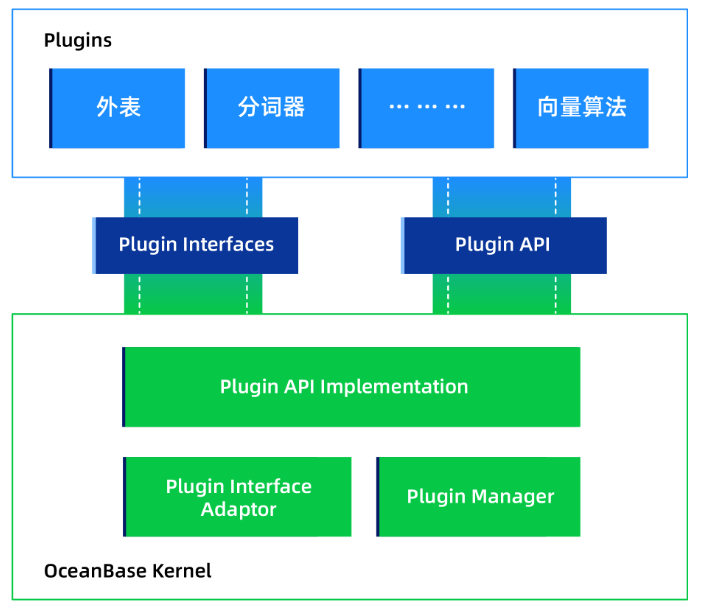 Plugins
外表
分词器
… … …
向量算法
Plugin Interfaces
Plugin API
Plugin API Implementation
Plugin Interface
Adaptor
Plugin Manager
OceanBase Kernel